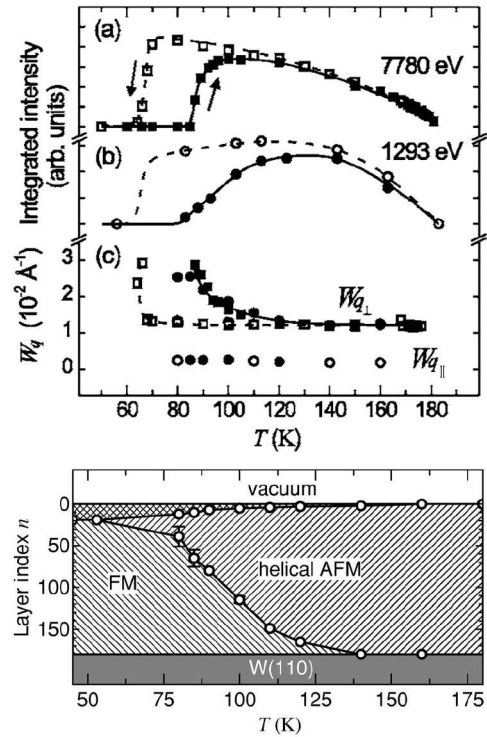 (a)
7780 eV
(b)
1293 eV
Integrated intensity
(arb. units)
(c)
3
2
1
0
W_q (10⁻² Å⁻¹)
W_q⊥
W_q∥
60 80 100 120 140 160 180
T (K)
vacuum
0
50
100
150
Layer index n
FM
helical AFM
W(110)
50 75 100 125 150 175
T (K)